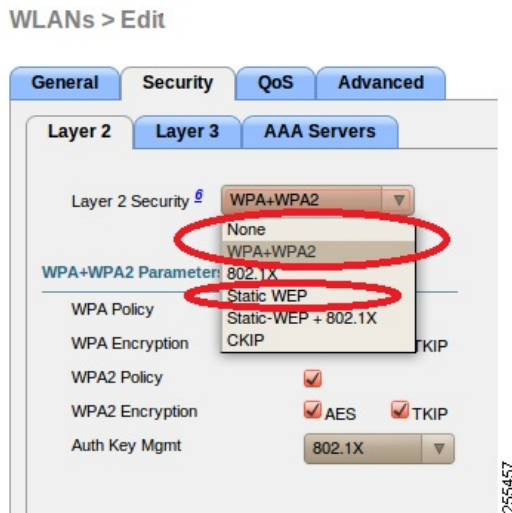 WLANs > Edit
General Security QoS Advanced
Layer 2 Layer 3 AAA Servers
Layer 2 Security 6 WPA+WPA2
None
WPA+WPA2
WPA+WPA2 Parameters 802.1X
Static WEP
WPA Policy
Static-WEP + 802.1X
WPA Encryption TKIP
CKIP
WPA2 Policy
WPA2 Encryption AES TKIP
Auth Key Mgmt 802.1X
255457